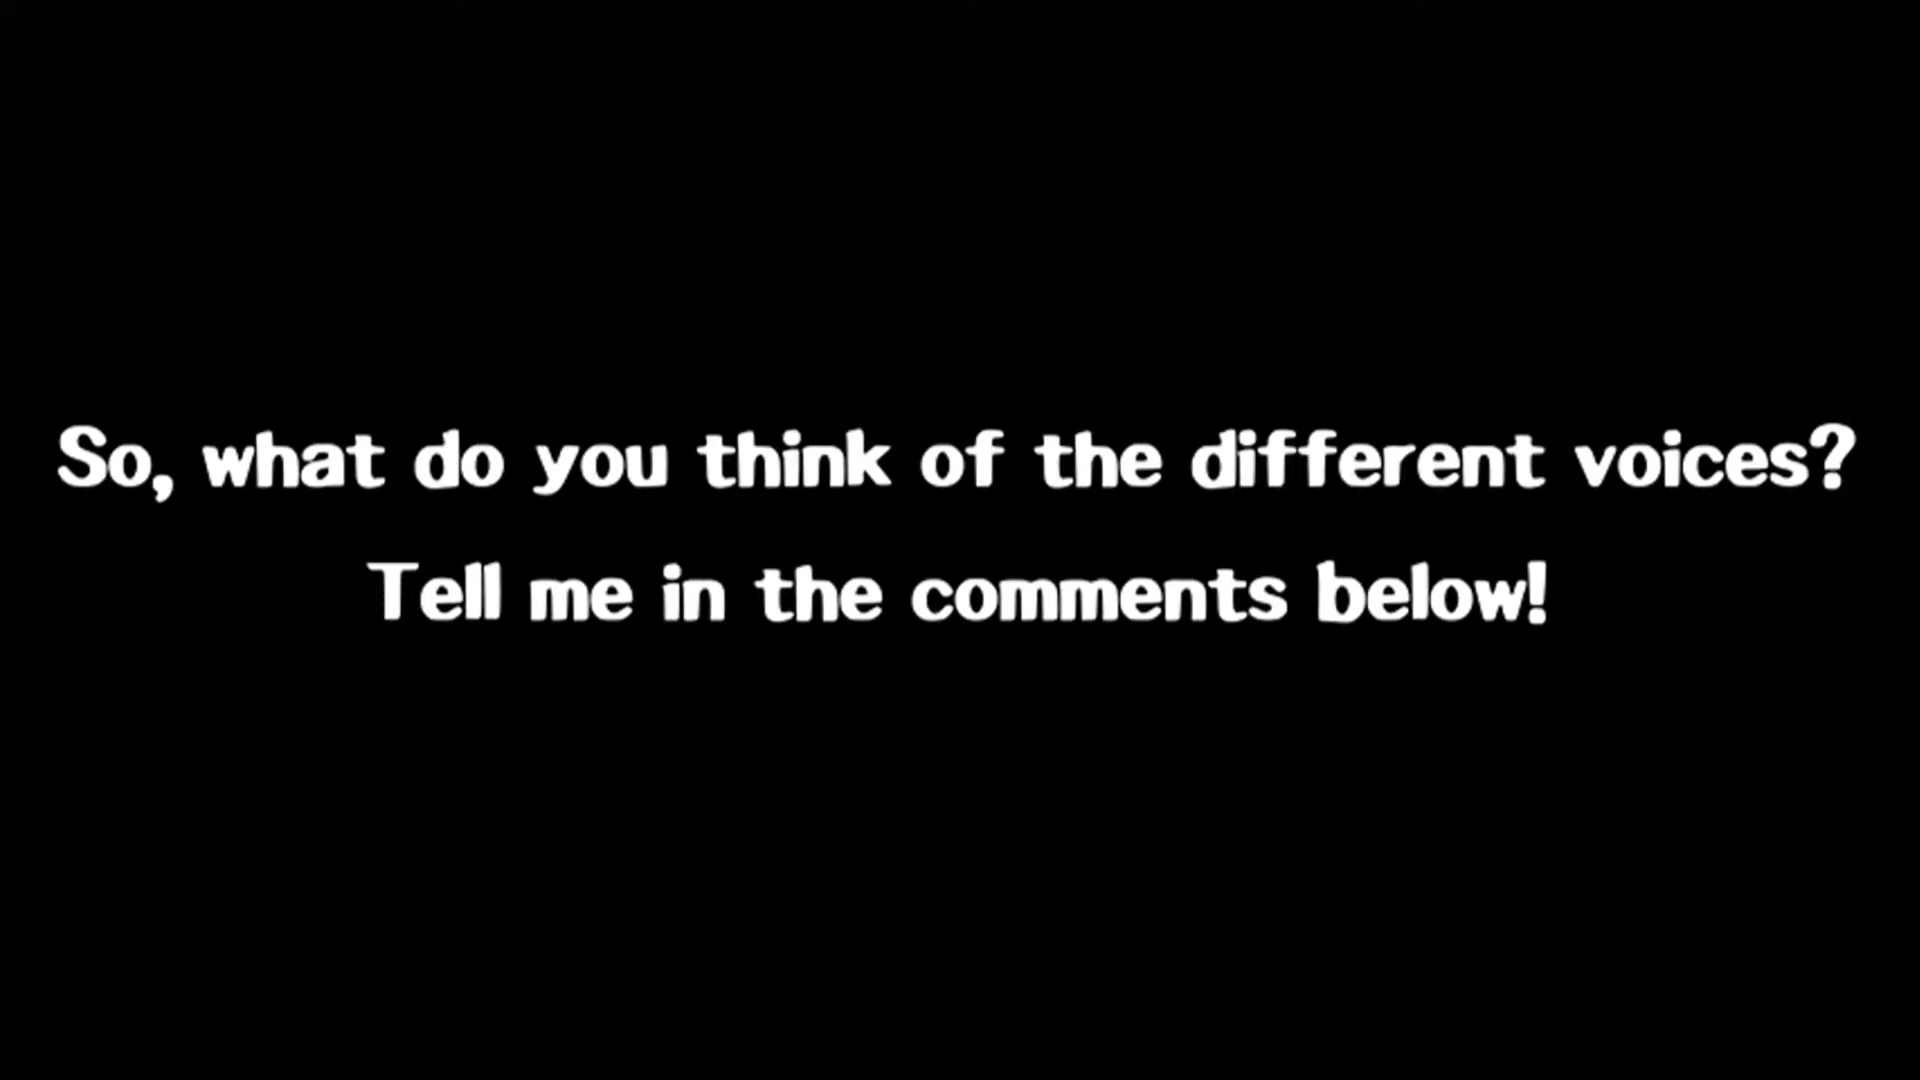 So, what do you think of the different voices?
Tell me in the comments below!